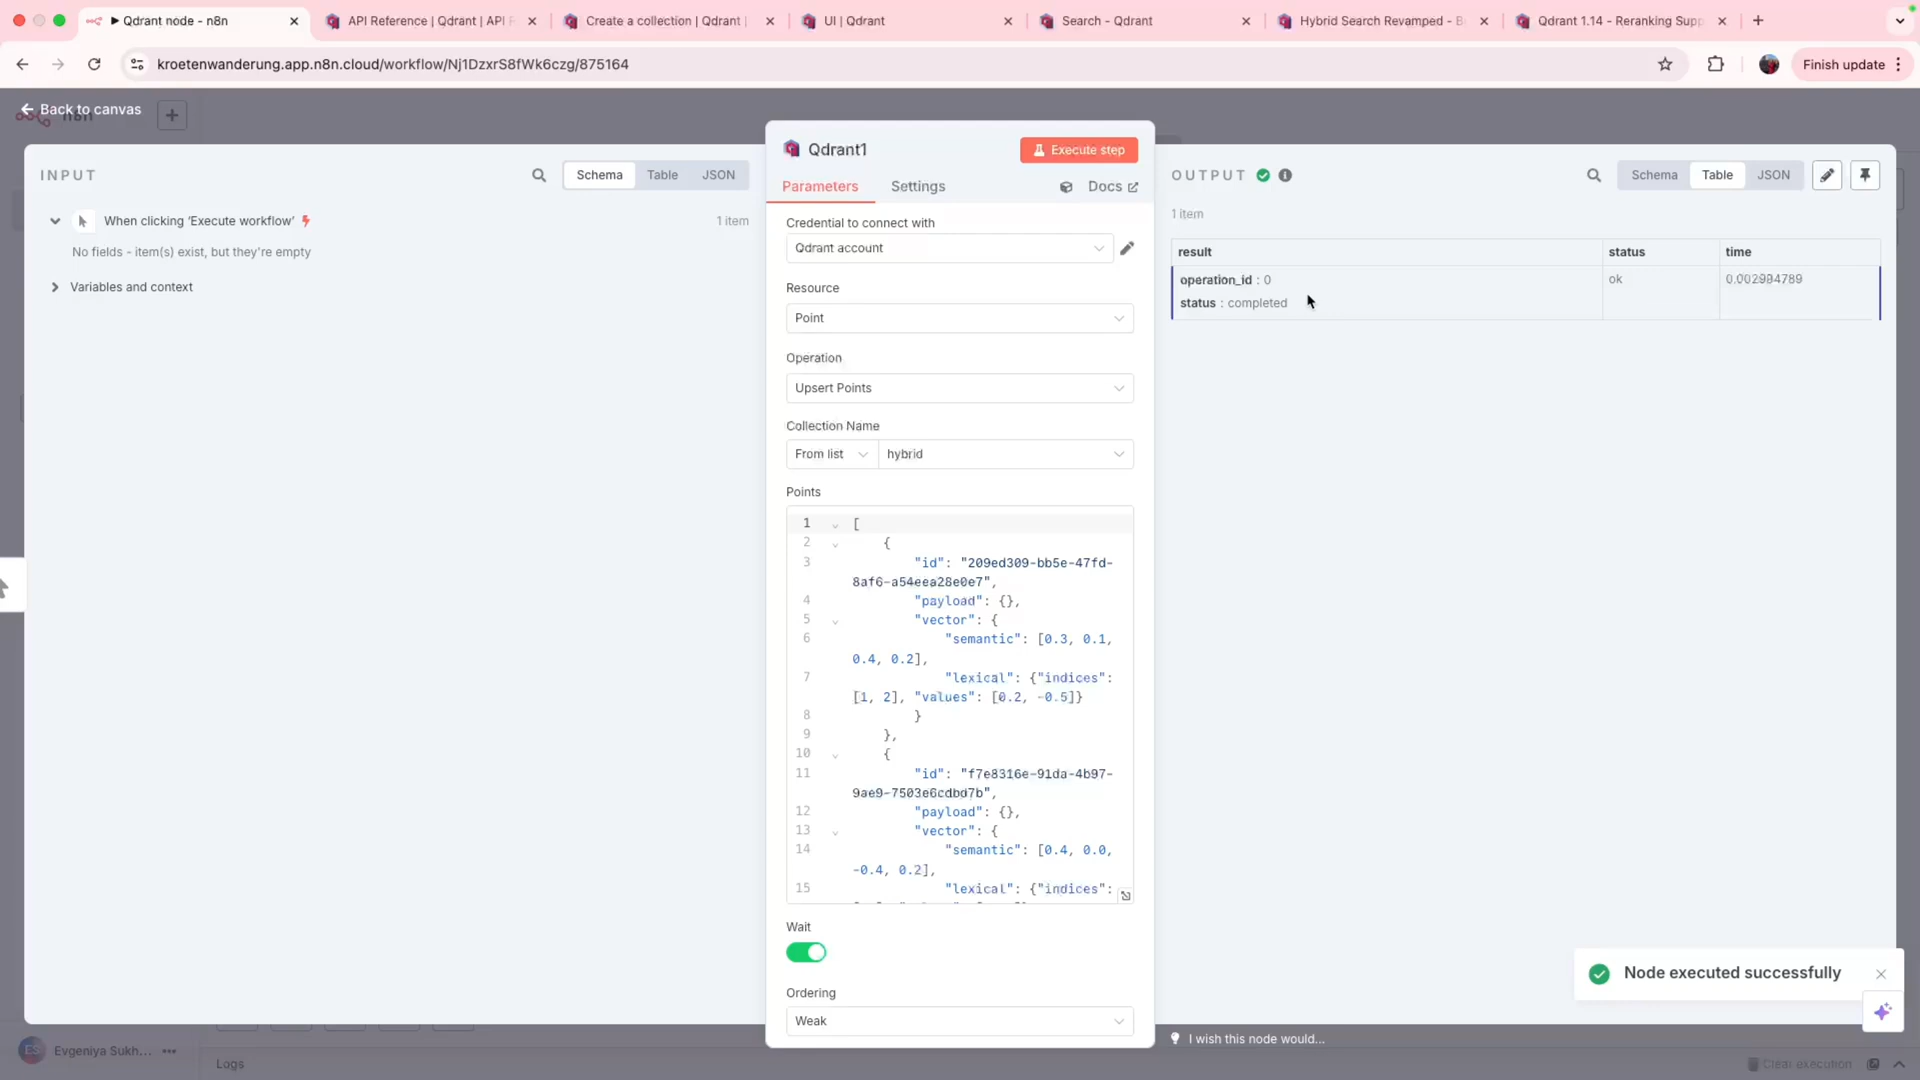 Qdrant node - n8n
API Reference | Qdrant | API R
Create a collection | Qdrant |
UI | Qdrant
Search - Qdrant
Hybrid Search Revamped - B
Qdrant 1.14 - Reranking Supp
kroetenwanderung.app.n8n.cloud/workflow/Nj1DzxrS8fWk6czg/875164
Finish update
Back to canvas
INPUT
Schema
Table
JSON
When clicking ‘Execute workflow’
1 item
No fields - item(s) exist, but they're empty
Variables and context
Qdrant1
Execute step
Parameters
Settings
Docs
Credential to connect with
Qdrant account
Resource
Point
Operation
Upsert Points
Collection Name
From list
hybrid
Points
1 [
2 {
3 "id": "209ed309-bb5e-47fd-
8af6-a54eea28e0e7",
4 "payload": {},
5 "vector": {
6 "semantic": [0.3, 0.1,
0.4, 0.2],
7 "lexical": {"indices":
[1, 2], "values": [0.2, -0.5]}
8 }
9 },
10 {
11 "id": "f7e8316e-91da-4b97-
9ae9-7503e6cdbd7b",
12 "payload": {},
13 "vector": {
14 "semantic": [0.4, 0.0,
-0.4, 0.2],
15 "lexical": {"indices":
Wait
Ordering
Weak
OUTPUT
Schema
Table
JSON
1 item
result
status
time
operation_id : 0
status : completed
ok
0.002994789
Node executed successfully
I wish this node would...
Evgeniya Sukh...
Logs
Clear execution